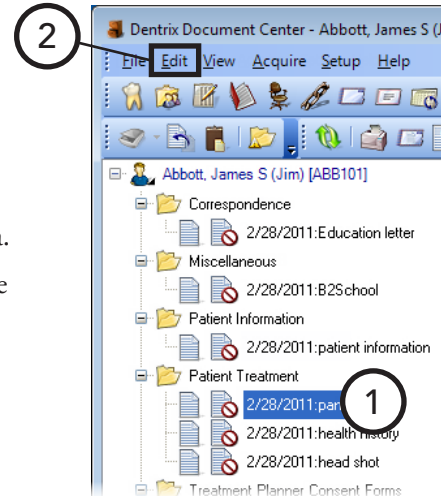 2
Dentrix Document Center - Abbott, James S (J
File Edit View Acquire Setup Help
Abbott, James S (Jim) [ABB101]
Correspondence
2/28/2011:Education letter
Miscellaneous
2/28/2011:B2School
Patient Information
2/28/2011:patient information
Patient Treatment
2/28/2011:pan
1
2/28/2011:health history
2/28/2011:head shot
Treatment Planner Consent Forms